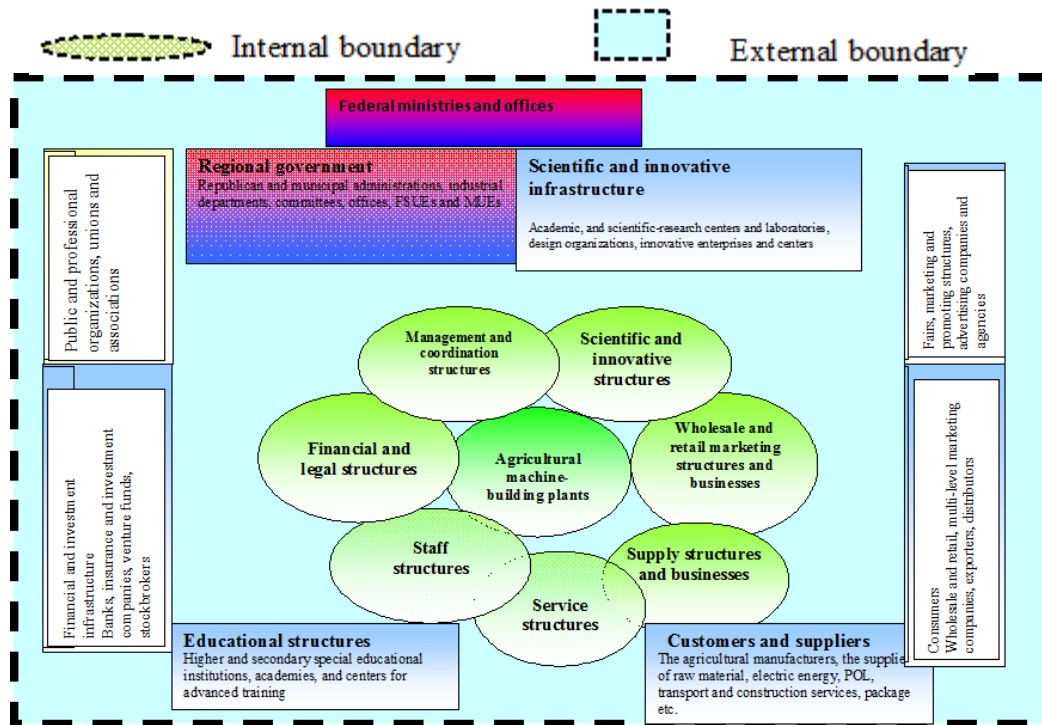 Internal boundary
External boundary
Federal ministries and offices
Regional government
Republican and municipal administrations, industrial
departments, committees, offices, FSUEs and MUEs
Scientific and innovative
infrastructure
Academic, and scientific-research centers and laboratories,
design organizations, innovative enterprises and centers
Public and professional
organizations, unions and
associations
Fairs, marketing and
promoting structures,
advertising companies and
agencies
Management and
coordination
structures
Scientific and
innovative
structures
Financial and
legal structures
Agricultural
machine-
building plants
Wholesale and
retail marketing
structures and
businesses
Staff
structures
Service
structures
Supply structures
and businesses
Financial and investment
infrastructure
Banks, insurance and investment
companies, venture funds,
stockbrokers
Consumers
Wholesale and retail, multi-level marketing
companies, exporters, distributors
Educational structures
Higher and secondary special educational
institutions, academies, and centers for
advanced training
Customers and suppliers
The agricultural manufacturers, the supplie
of raw material, electric energy, POL,
transport and construction services, package
etc.